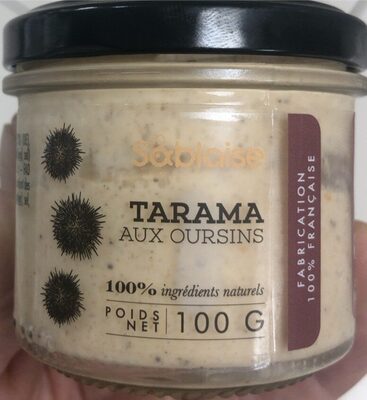 Sablaise
TARAMA
AUX OURSINS
100% ingrédients naturels
POIDS
NET
100 G
FABRICATION
100% FRANÇAISE